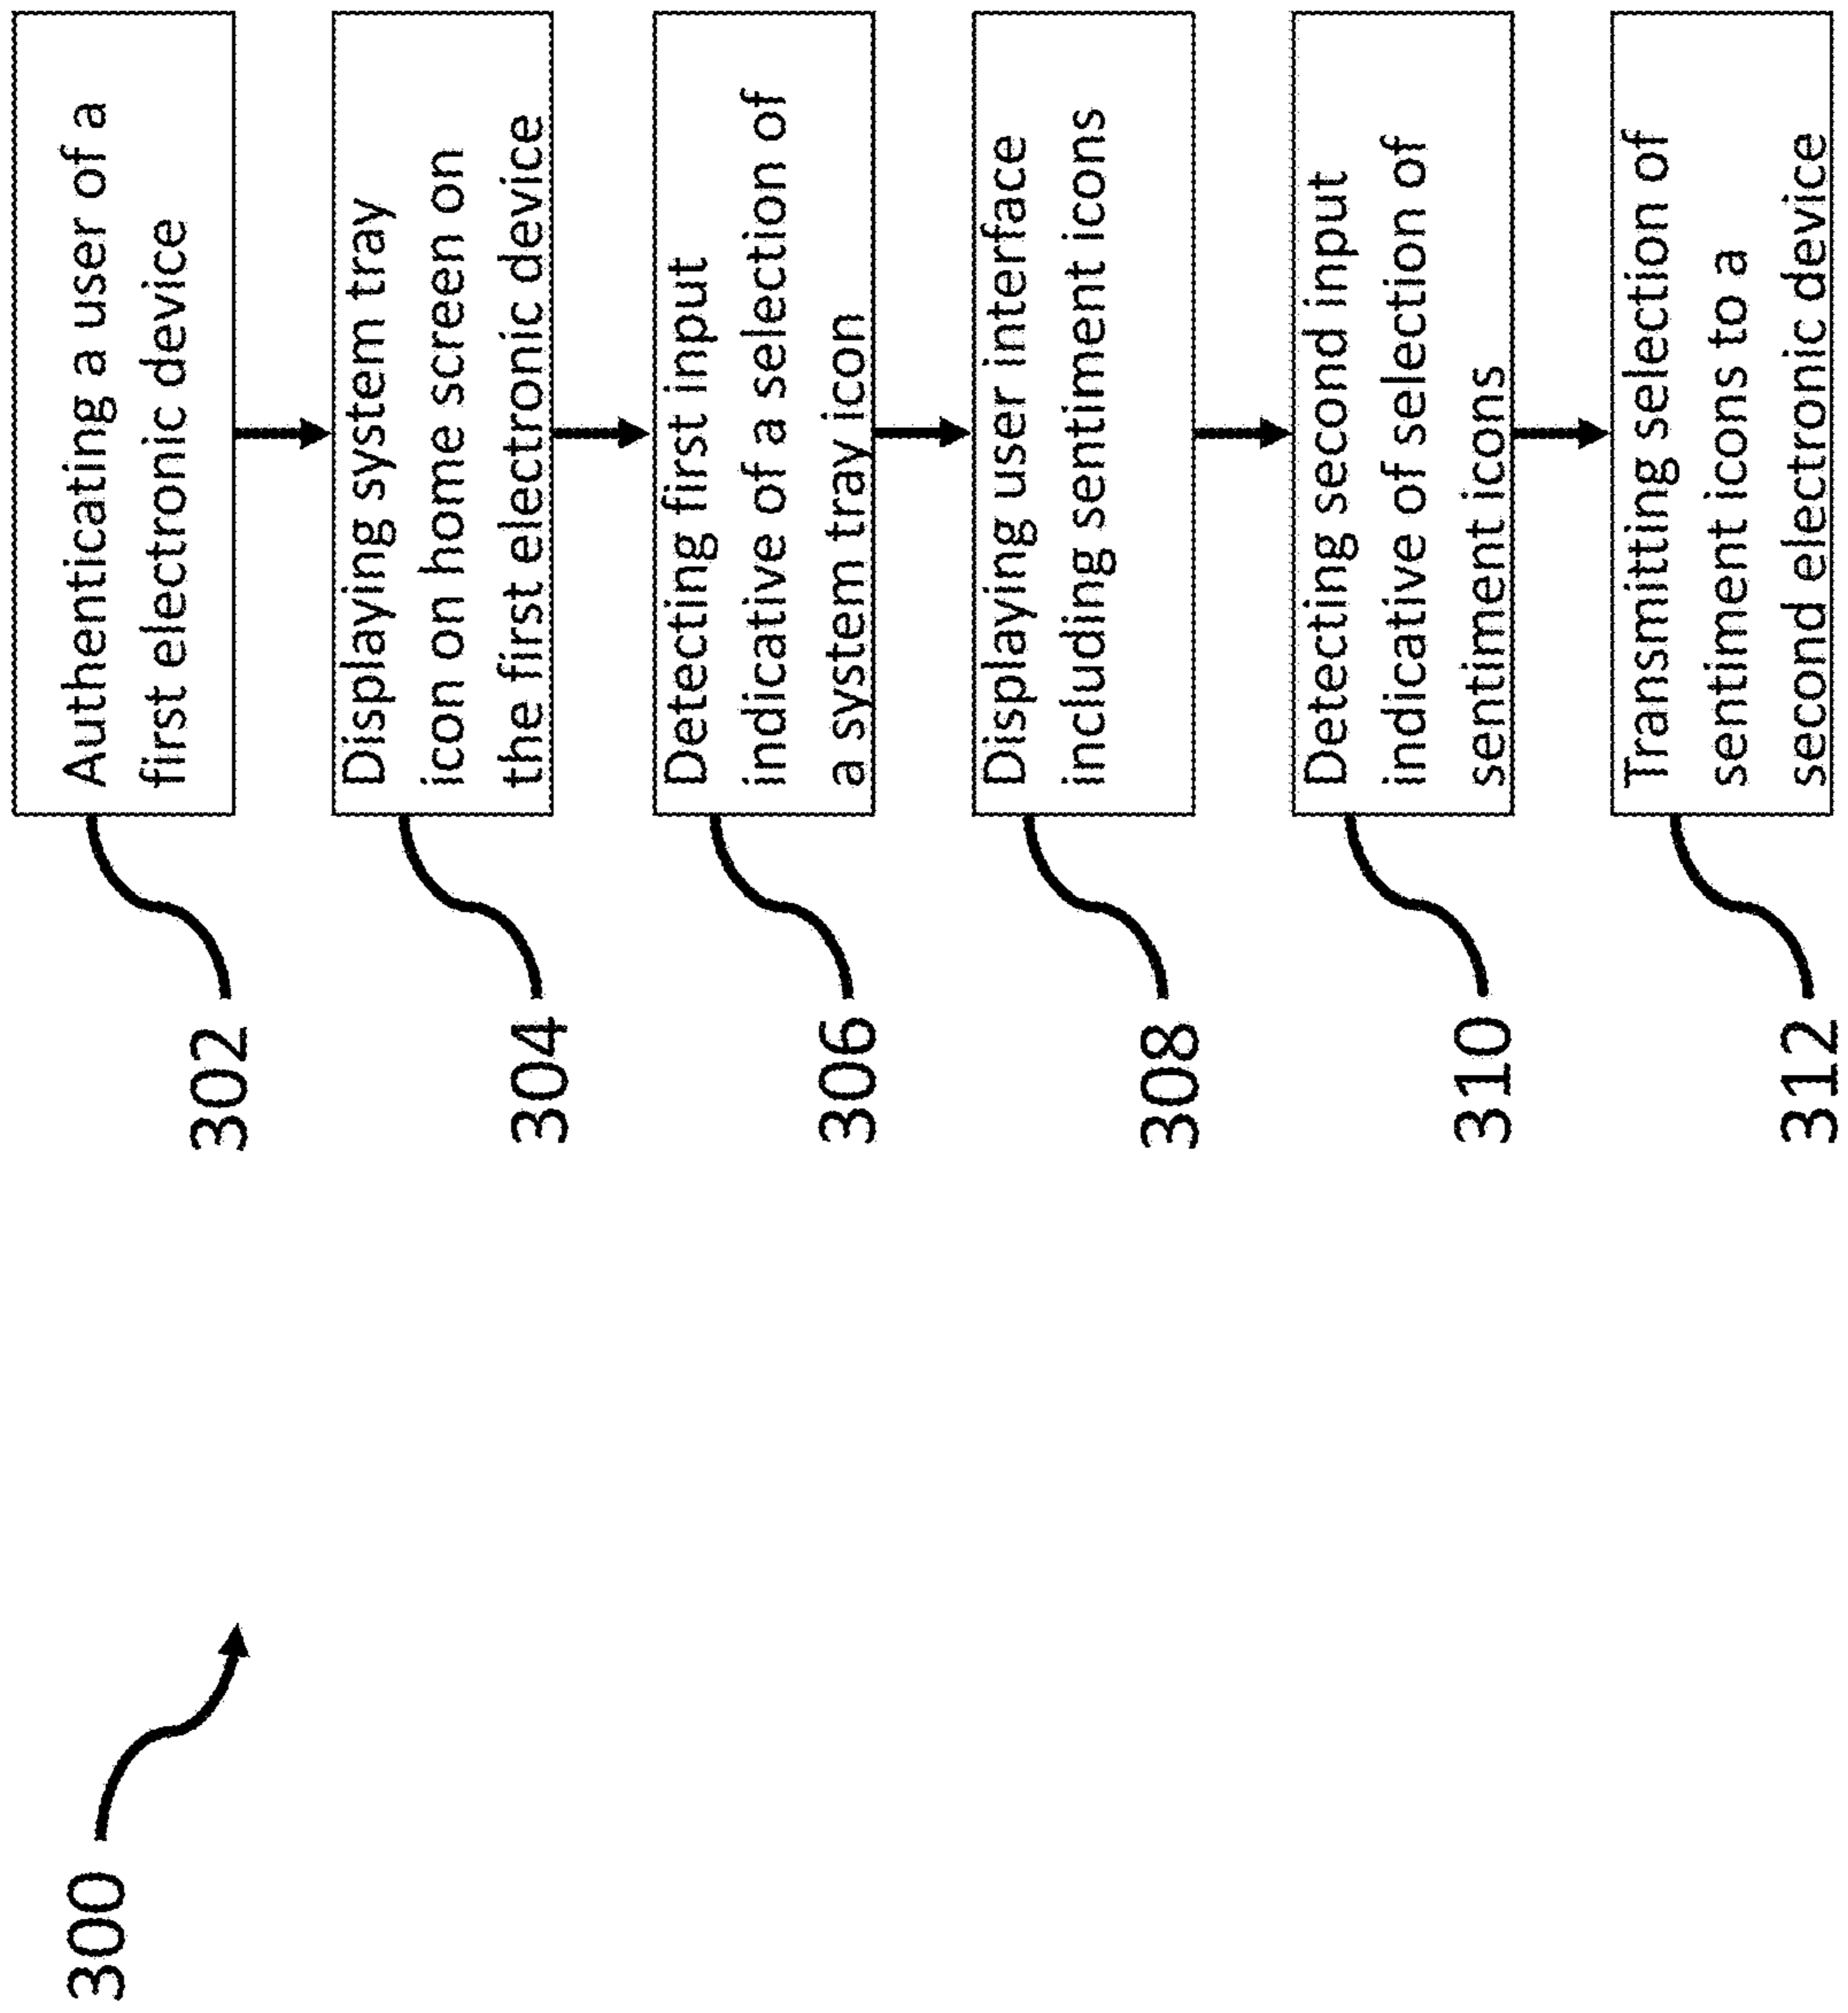 300
302
Authenticating a user of a
first electronic device
304
Displaying system tray
icon on home screen on
the first electronic device
306
Detecting first input
indicative of a selection of
a system tray icon
308
Displaying user interface
including sentiment icons
310
Detecting second input
indicative of selection of
sentiment icons
312
Transmitting selection of
sentiment icons to a
second electronic device